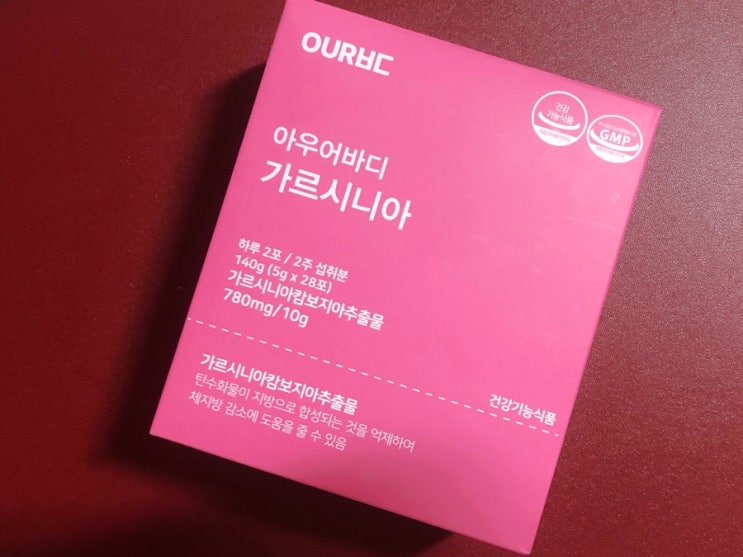 OURBC
건강
기능식품
GMP
아우어바디
가르시니아
하루 2포 / 2주 섭취분
140g (5g x 28포)
가르시니아캄보지아추출물
780mg/10g
가르시니아캄보지아추출물
건강기능식품
탄수화물이 지방으로 합성되는 것을 억제하여
체지방 감소에 도움을 줄 수 있음